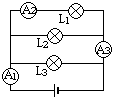 A₂ L₁
L₂ A₃
L₃
A₁